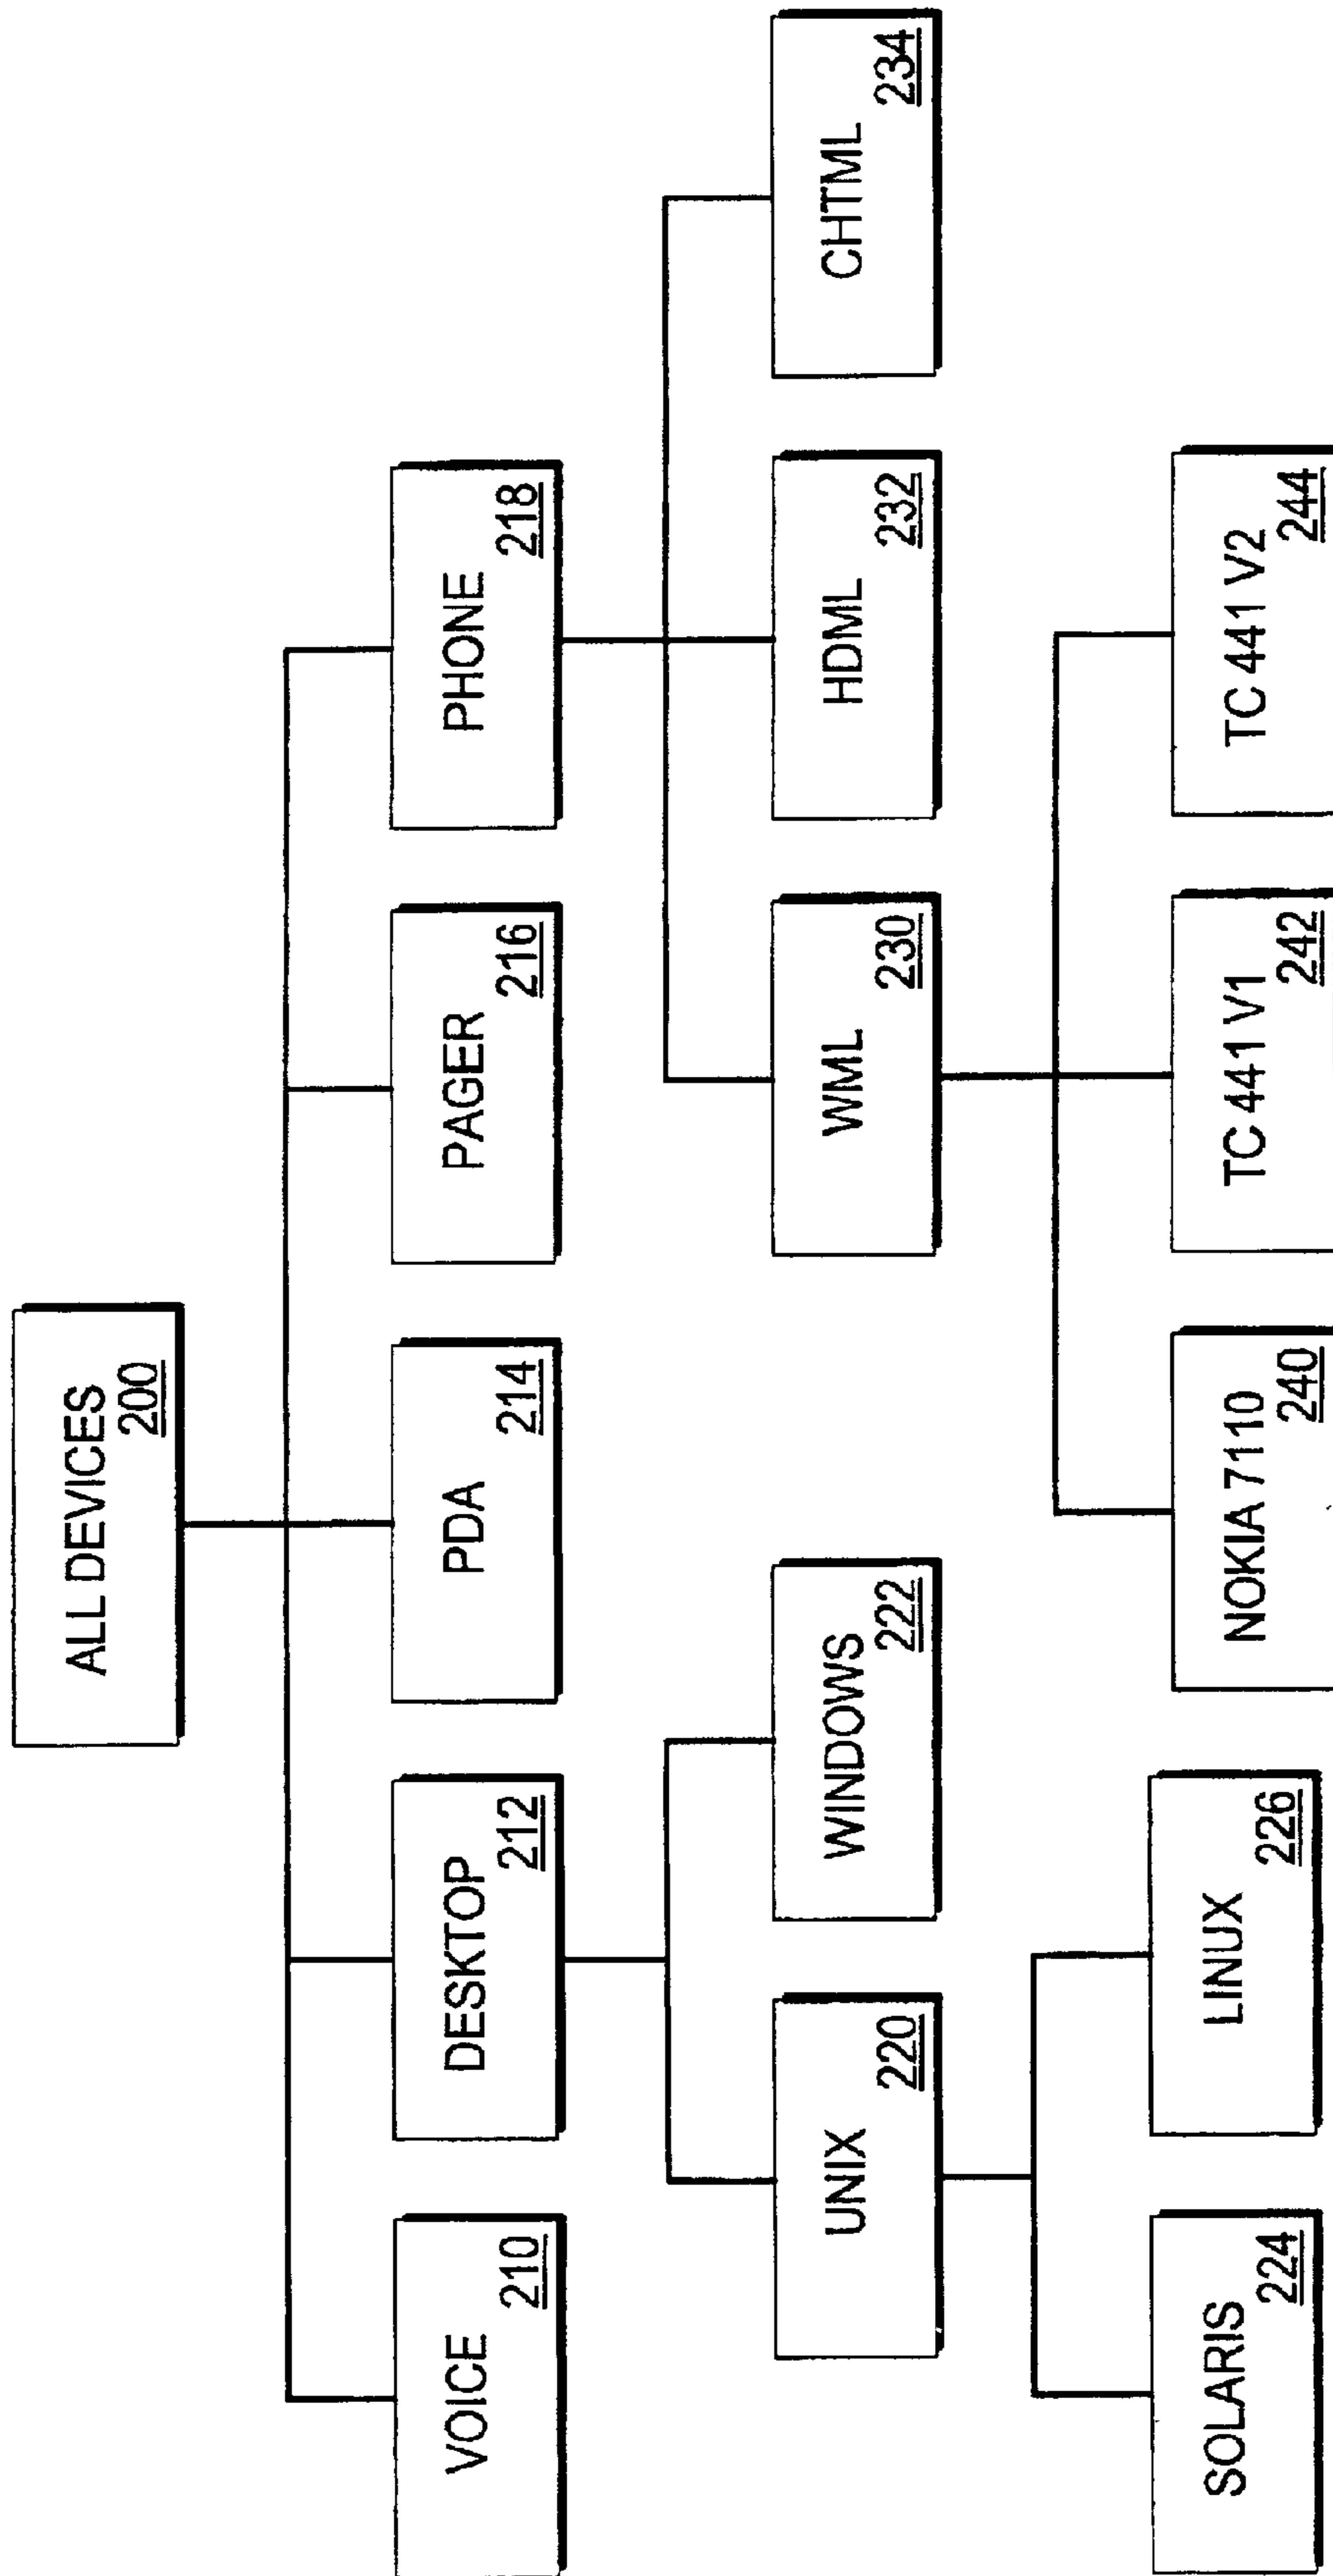 ALL DEVICES
200
VOICE
210
DESKTOP
212
PDA
214
PAGER
216
PHONE
218
UNIX
220
WINDOWS
222
WML
230
HDML
232
CHTML
234
SOLARIS
224
LINUX
226
NOKIA 7110
240
TC 441 V1
242
TC 441 V2
244